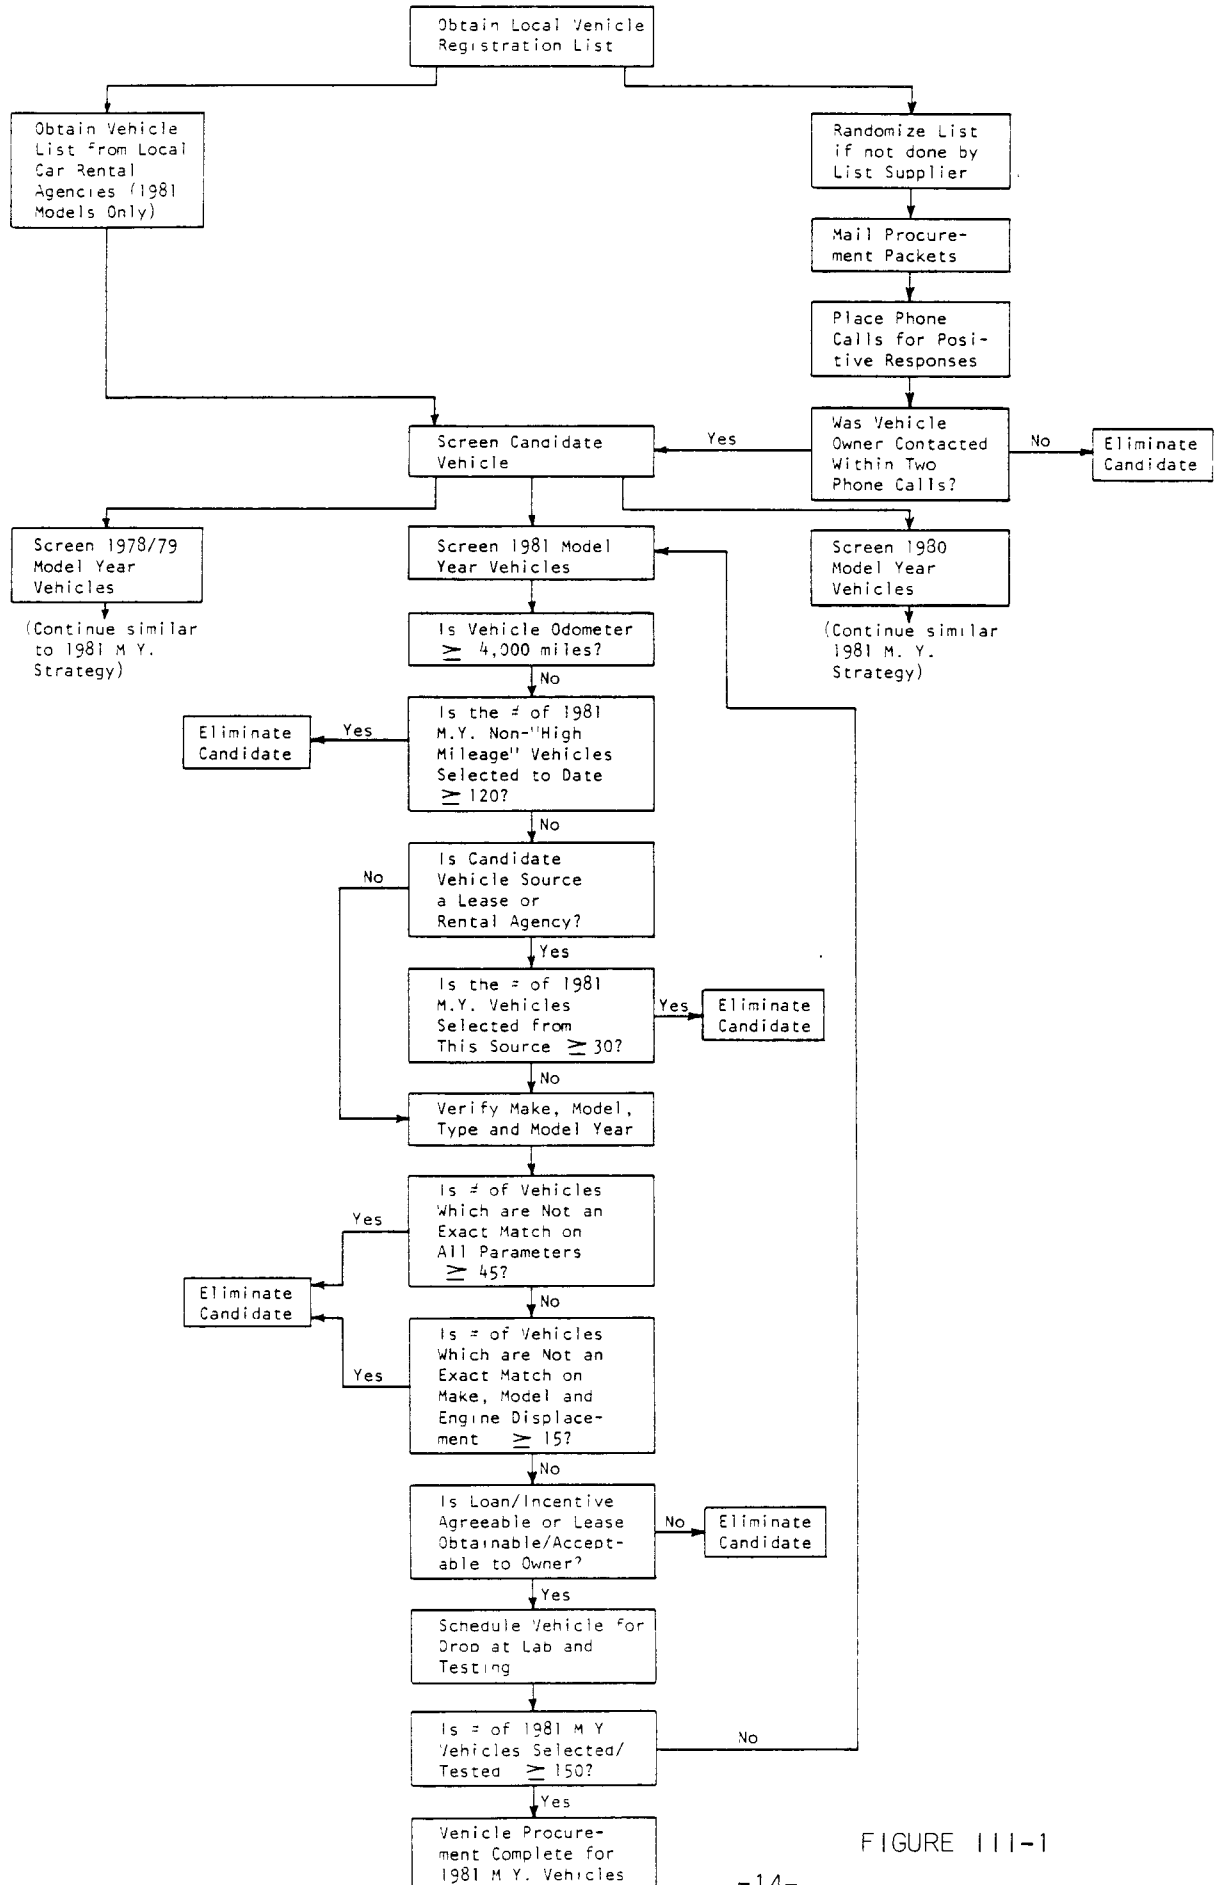 Obtain Local Vehicle
Registration List
Obtain Vehicle
List from Local
Car Rental
Agencies (1981
Models Only)
Randomize List
if not done by
List Supplier
Mail Procure-
ment Packets
Place Phone
Calls for Posi-
tive Responses
Was Vehicle
Owner Contacted
Within Two
Phone Calls?
Yes
No
Eliminate
Candidate
Screen Candidate
Vehicle
Screen 1978/79
Model Year
Vehicles
(Continue similar
to 1981 M Y.
Strategy)
Screen 1981 Model
Year Vehicles
Screen 1980
Model Year
Vehicles
(Continue similar
1981 M. Y.
Strategy)
Is Vehicle Odometer
≥ 4,000 miles?
No
Is the # of 1981
M.Y. Non-"High
Mileage" Vehicles
Selected to Date
≥ 120?
Yes
Eliminate
Candidate
No
Is Candidate
Vehicle Source
a Lease or
Rental Agency?
No
Yes
Is the # of 1981
M.Y. Vehicles
Selected from
This Source ≥ 30?
Yes
Eliminate
Candidate
No
Verify Make, Model,
Type and Model Year
Is # of Vehicles
Which are Not an
Exact Match on
All Parameters
≥ 45?
Yes
Eliminate
Candidate
No
Is # of Vehicles
Which are Not an
Exact Match on
Make, Model and
Engine Displace-
ment ≥ 15?
Yes
No
Is Loan/Incentive
Agreeable or Lease
Obtainable/Accept-
able to Owner?
No
Eliminate
Candidate
Yes
Schedule Vehicle for
Drop at Lab and
Testing
Is # of 1981 M Y
Vehicles Selected/
Tested ≥ 150?
No
Yes
Vehicle Procure-
ment Complete for
1981 M Y. Vehicles
FIGURE III-1
-14-